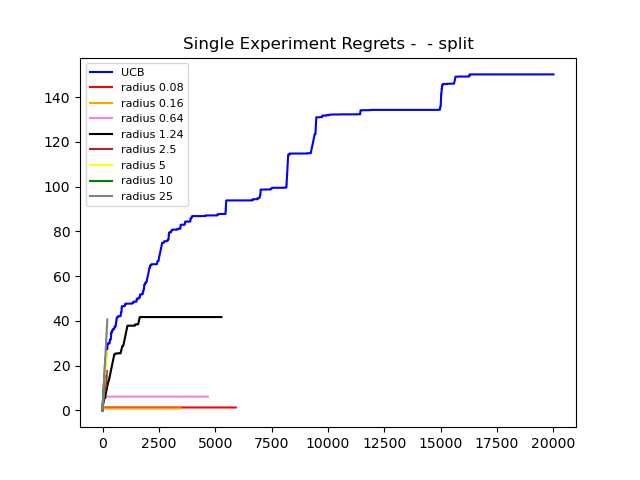 Single Experiment Regrets -  - split
UCB
radius 0.08
radius 0.16
radius 0.64
radius 1.24
radius 2.5
radius 5
radius 10
radius 25
140
120
100
80
60
40
20
0
0 2500 5000 7500 10000 12500 15000 17500 20000